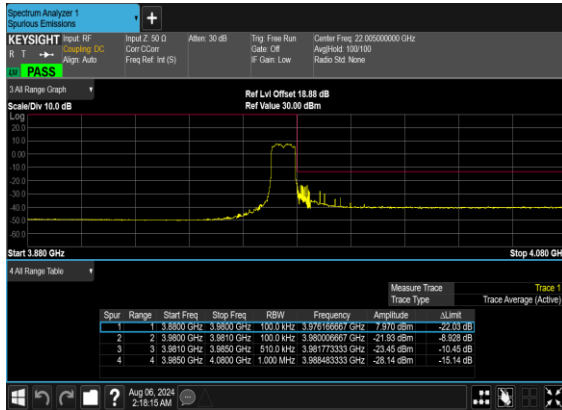 Spectrum Analyzer 1
Spurious Emissions
+
KEYSIGHT Input: RF Input Z: 50 Ω Atten: 30 dB Trig: Free Run Center Freq: 22.005000000 GHz
R T Coupling: DC Corr CCorr Gate: Off Avg|Hold: 100/100
Align: Auto Freq Ref: Int (S) IF Gain: Low Radio Std: None
PASS
3 All Range Graph
Ref Lvl Offset 18.88 dB
Scale/Div 10.0 dB Ref Value 30.00 dBm
Log
20.0
10.0
0.00
-10.0
-20.0
-30.0
-40.0
-50.0
-60.0
Start 3.880 GHz Stop 4.080 GH
4 All Range Table
Measure Trace Trace 1
Trace Type Trace Average (Active)
Spur Range Start Freq Stop Freq RBW Frequency Amplitude ΔLimit
1 1 3.8800 GHz 3.9800 GHz 100.0 kHz 3.976166667 GHz 7.970 dBm -22.03 dB
2 2 3.9800 GHz 3.9810 GHz 100.0 kHz 3.980006667 GHz -21.93 dBm -8.928 dB
3 3 3.9810 GHz 3.9850 GHz 510.0 kHz 3.981773333 GHz -23.45 dBm -10.45 dB
4 4 3.9850 GHz 4.0800 GHz 1.000 MHz 3.988483333 GHz -28.14 dBm -15.14 dB
? Aug 06, 2024
2:18:15 AM